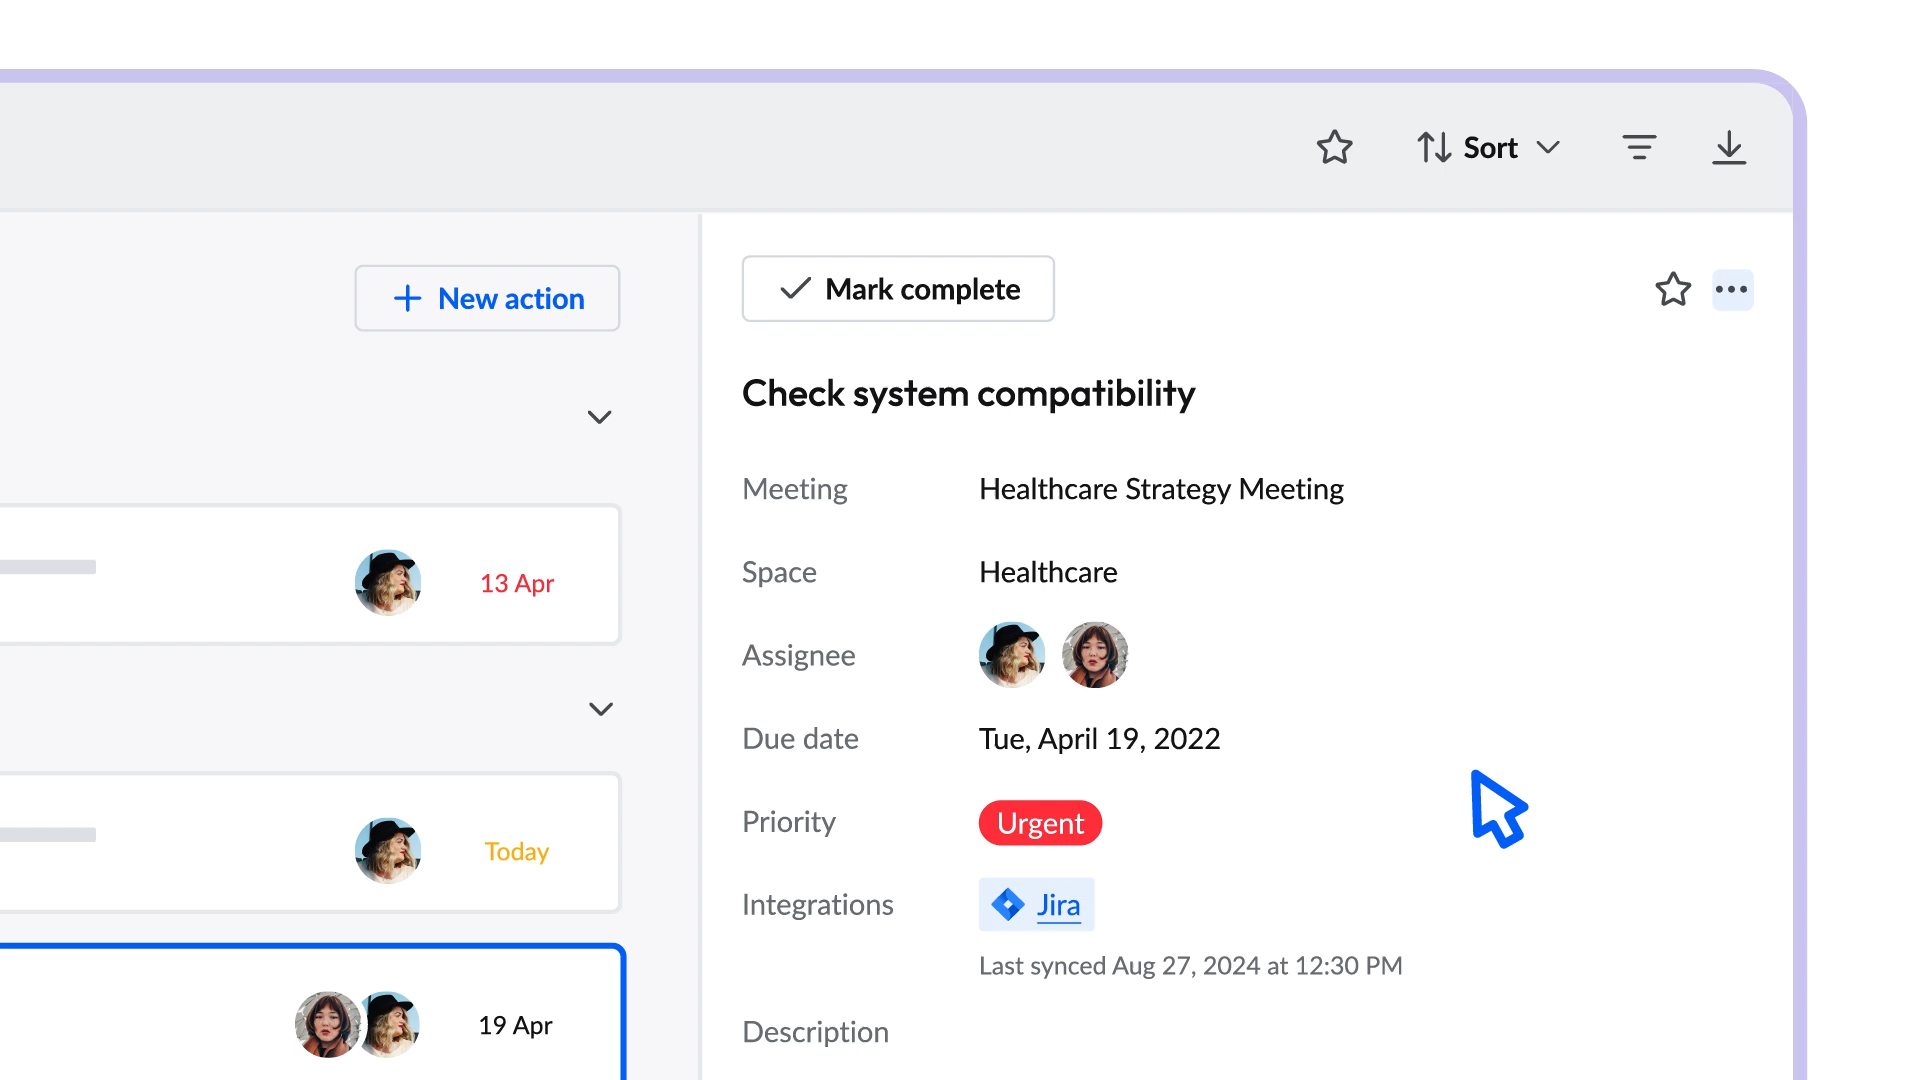 Sort
New action
13 Apr
Today
19 Apr
Mark complete
Check system compatibility
Meeting Healthcare Strategy Meeting
Space Healthcare
Assignee
Due date Tue, April 19, 2022
Priority Urgent
Integrations Jira
Last synced Aug 27, 2024 at 12:30 PM
Description